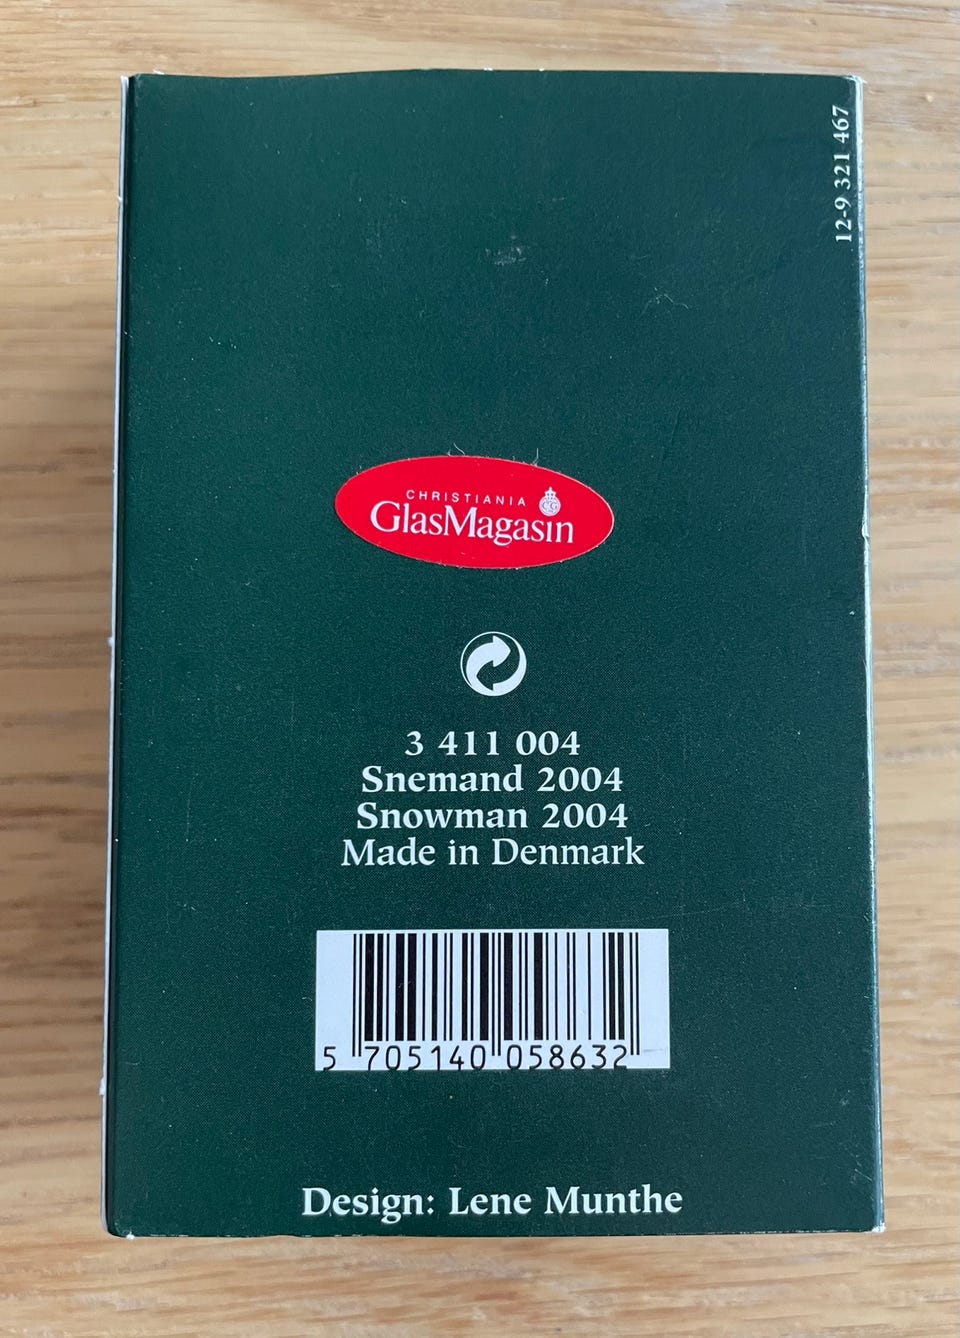 12-9 321 467
CHRISTIANIA
CG
GlasMagasin
3 411 004
Snemand 2004
Snowman 2004
Made in Denmark
5 705140 058632
Design: Lene Munthe